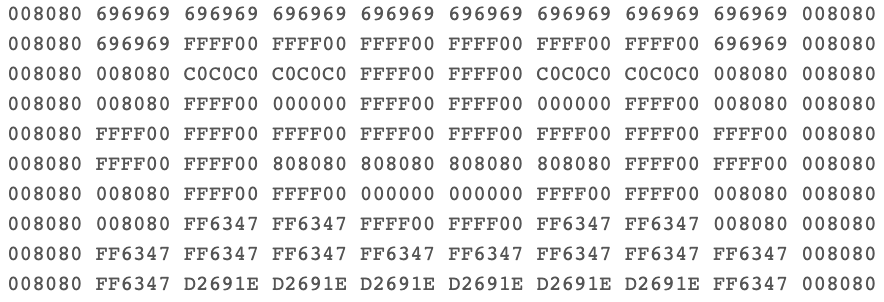 008080 696969 696969 696969 696969 696969 696969 696969 696969 008080
008080 696969 FFFF00 FFFF00 FFFF00 FFFF00 FFFF00 FFFF00 696969 008080
008080 008080 C0C0C0 C0C0C0 FFFF00 FFFF00 C0C0C0 C0C0C0 008080 008080
008080 008080 FFFF00 000000 FFFF00 FFFF00 000000 FFFF00 008080 008080
008080 FFFF00 FFFF00 FFFF00 FFFF00 FFFF00 FFFF00 FFFF00 FFFF00 008080
008080 FFFF00 FFFF00 808080 808080 808080 808080 FFFF00 FFFF00 008080
008080 008080 FFFF00 FFFF00 000000 000000 FFFF00 FFFF00 008080 008080
008080 008080 FF6347 FF6347 FFFF00 FFFF00 FF6347 FF6347 008080 008080
008080 FF6347 FF6347 FF6347 FF6347 FF6347 FF6347 FF6347 FF6347 008080
008080 FF6347 D2691E D2691E D2691E D2691E D2691E D2691E FF6347 008080